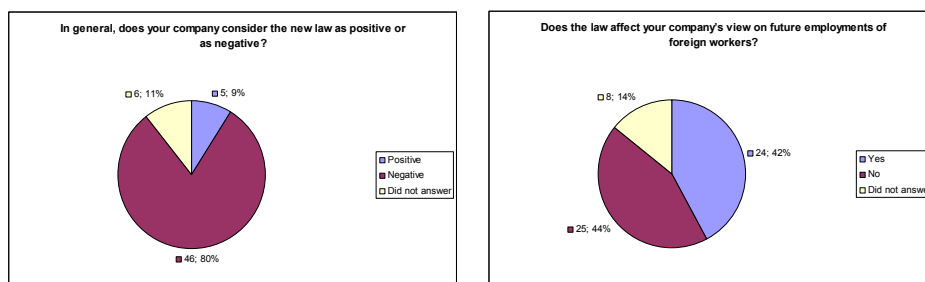 In general, does your company consider the new law as positive or
as negative?
6; 11%
5; 9%
Positive
Negative
Did not answer
46; 80%
Does the law affect your company's view on future employments of
foreign workers?
8; 14%
24; 42%
Yes
No
Did not answer
25; 44%